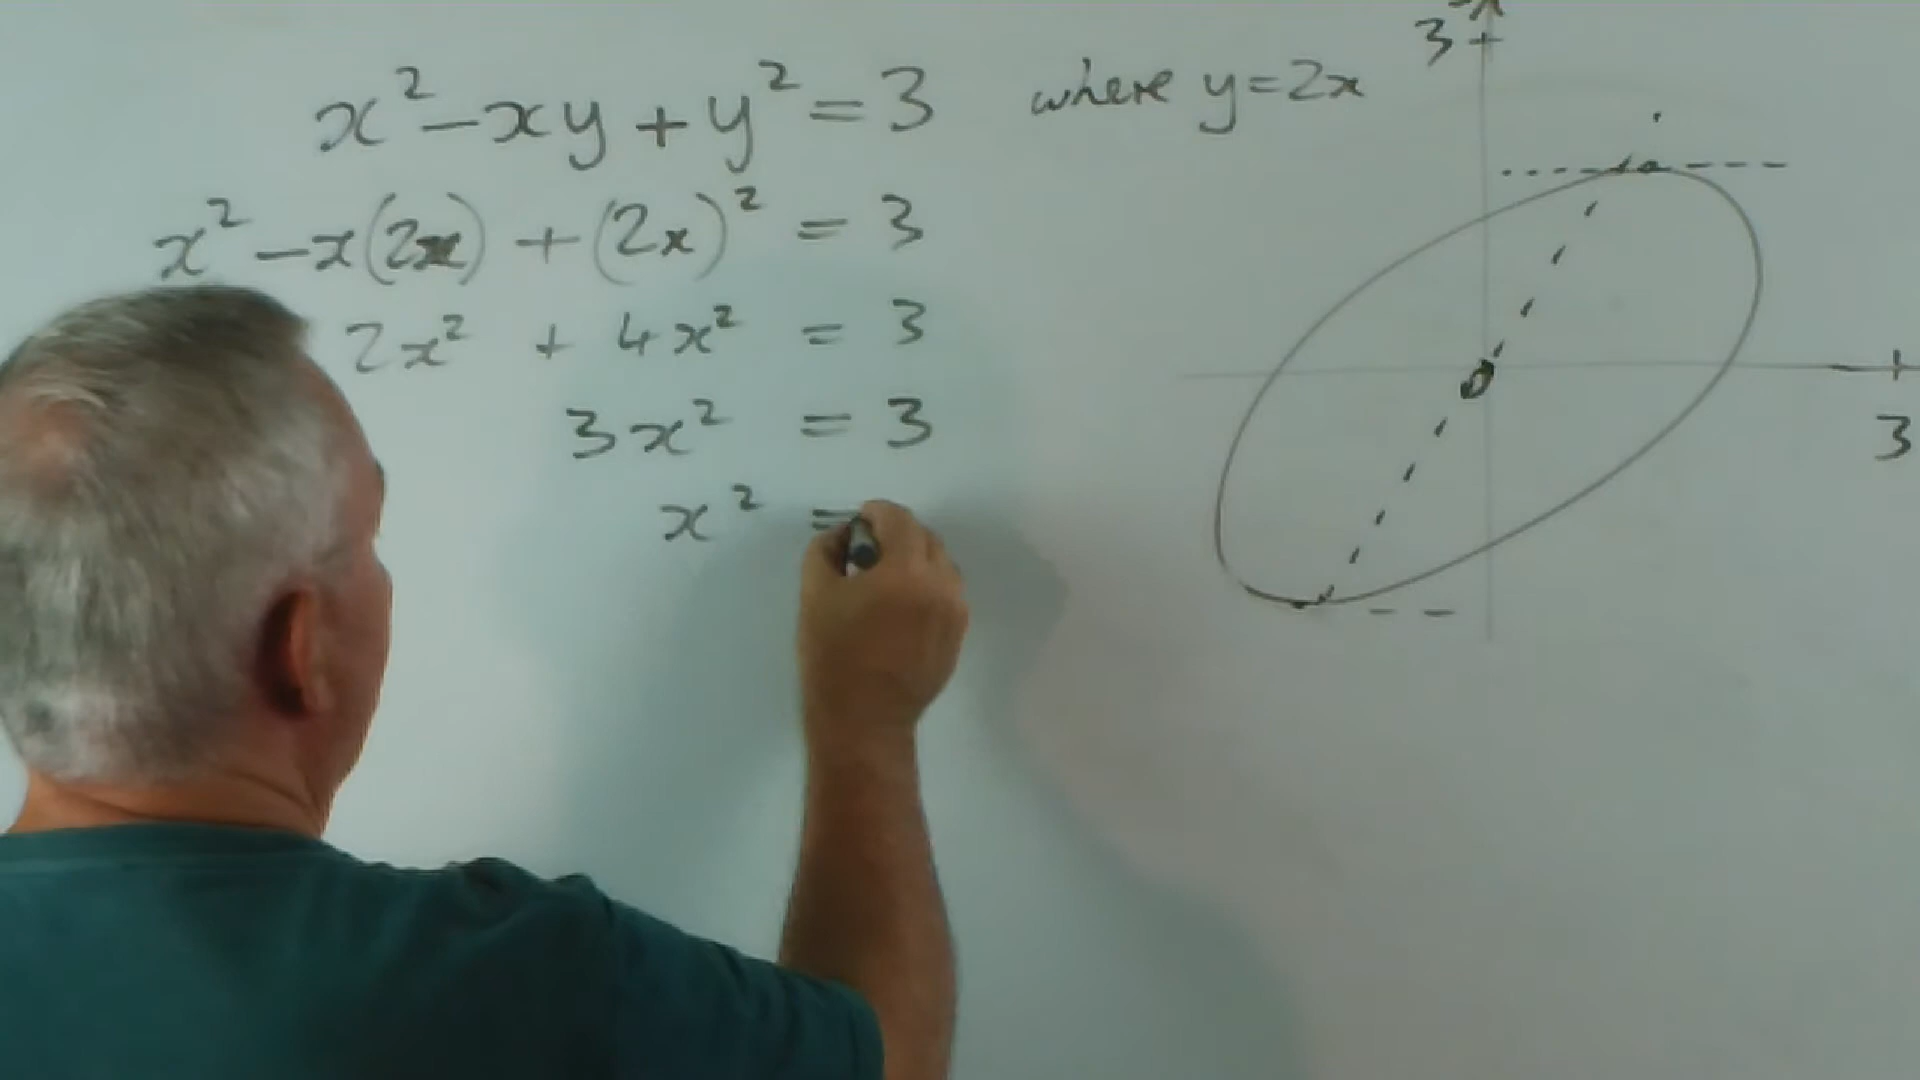 x² − xy + y² = 3 where y = 2x
x² − x(2x) + (2x)² = 3
2x² + 4x² = 3
3x² = 3
x² =
3
3
0